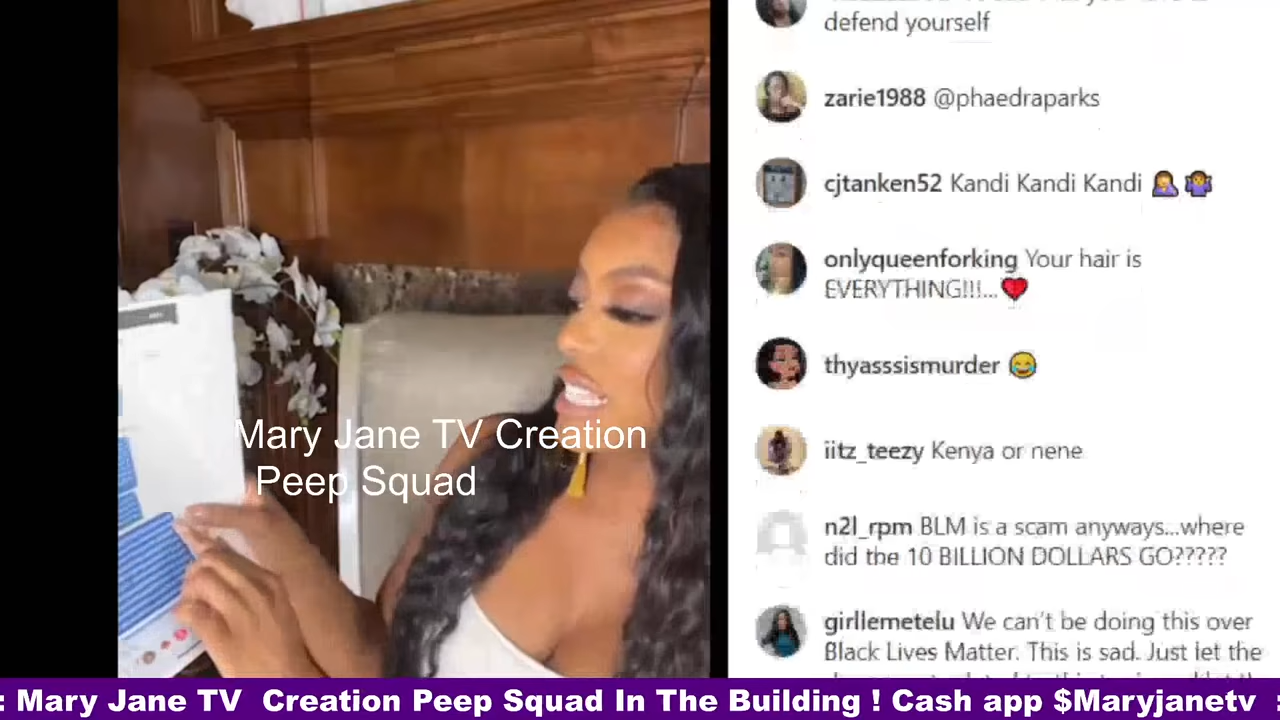 defend yourself
zarie1988 @phaedraparks
cjtanken52 Kandi Kandi Kandi 🤦‍♀️ 🤷‍♀️
onlyqueenforking Your hair is
EVERYTHING!!!...❤️
thyasssismurder 😂
iitz_teezy Kenya or nene
n2l_rpm BLM is a scam anyways...where
did the 10 BILLION DOLLARS GO?????
girllemetelu We can't be doing this over
Black Lives Matter. This is sad. Just let the
Mary Jane TV Creation
Peep Squad
: Mary Jane TV Creation Peep Squad In The Building ! Cash app $Maryjanetv :